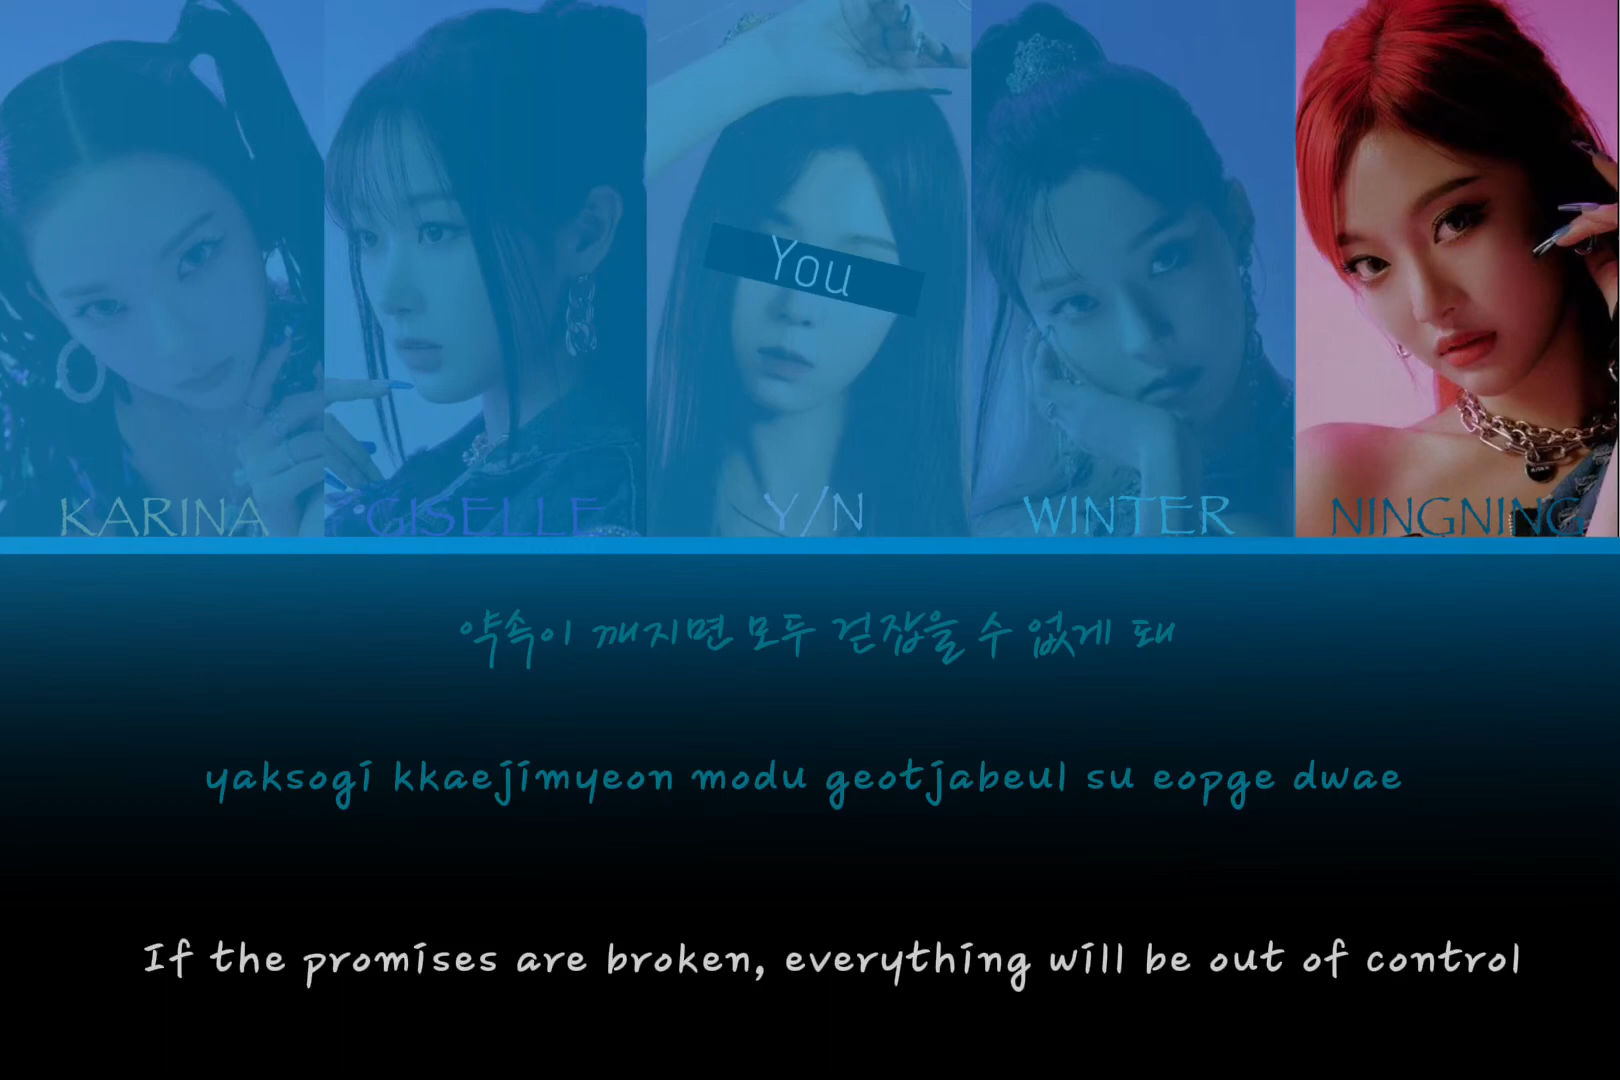 You
KARINA
GISELLE
Y/N
WINTER
NINGNING
약속이 깨지면 모두 걷잡을 수 없게 돼
yaksogi kkaejimyeon modu geotjabeul su eopge dwae
If the promises are broken, everything will be out of control